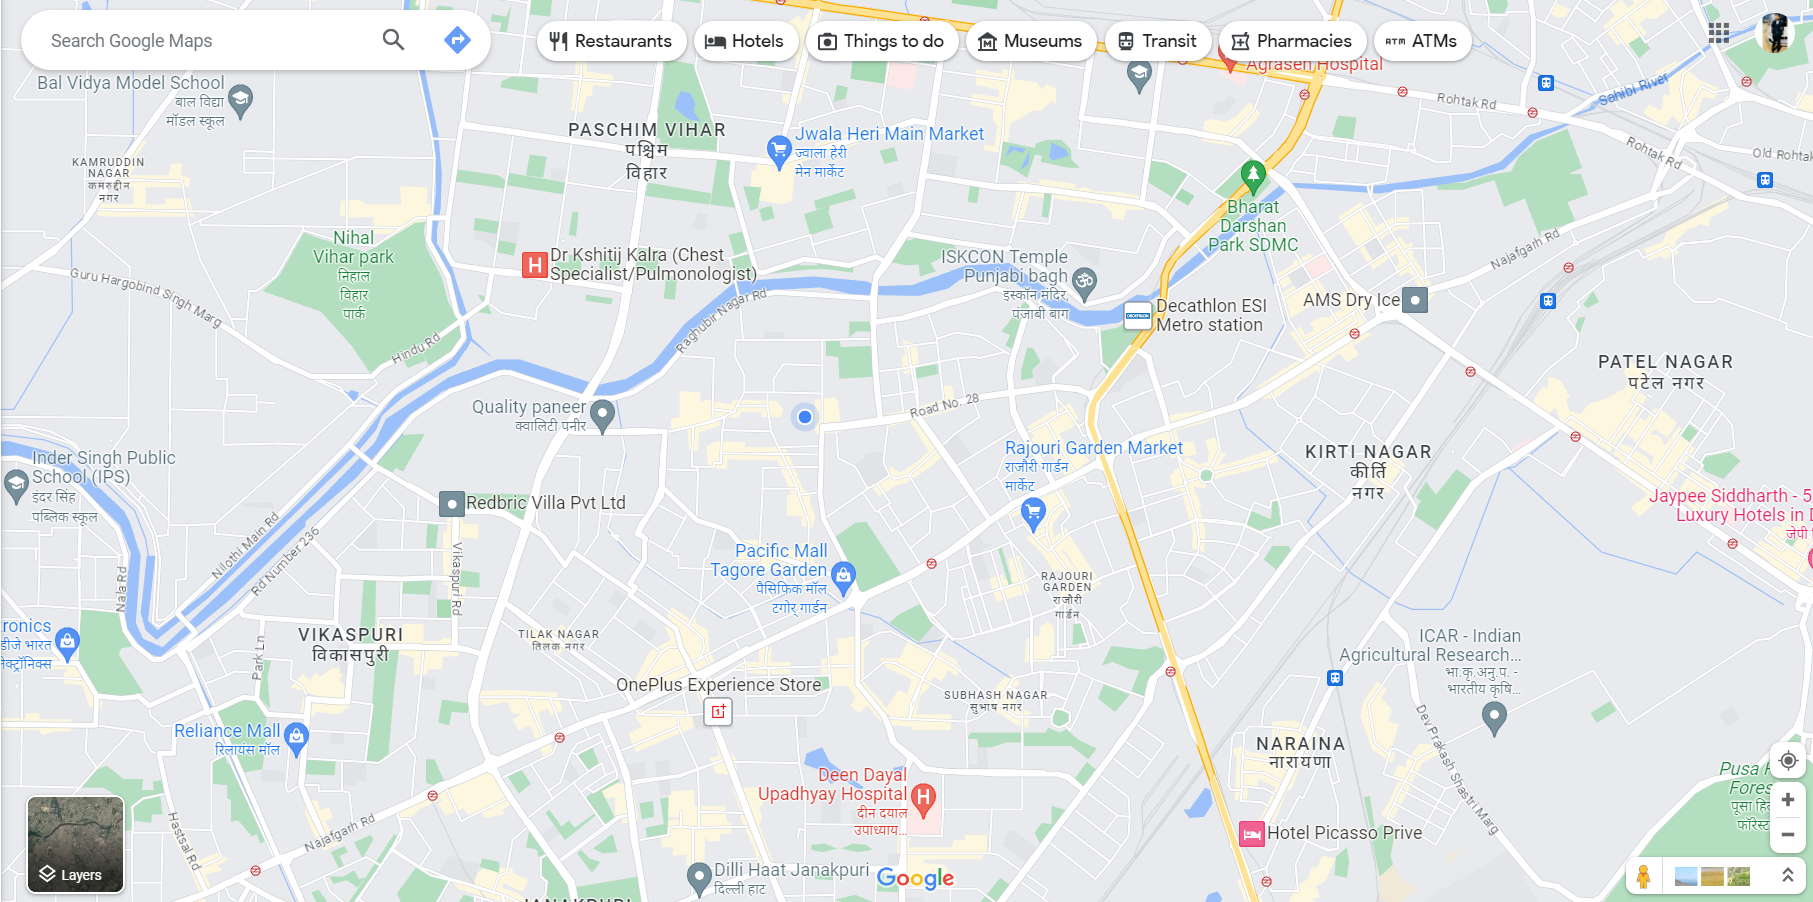 Search Google Maps
Restaurants
Hotels
Things to do
Museums
Transit
Pharmacies
ATM
ATMs
Agrasen Hospital
Bal Vidya Model School
बाल विद्या
मॉडल स्कूल
Rohtak Rd
Sahibi River
PASCHIM VIHAR
पश्चिम
विहार
Jwala Heri Main Market
ज्वाला हेरी
मेन मार्केट
KAMRUDDIN
NAGAR
कमरुद्दीन
नगर
Rohtak Rd
Old Rohtak
Bharat
Darshan
Park SDMC
Nihal
Vihar park
निहाल
विहार
पार्क
Dr Kshitij Kalra (Chest
Specialist/Pulmonologist)
ISKCON Temple
Punjabi bagh
इस्कॉन मंदिर,
पंजाबी बाग
Najafgarh Rd
Guru Hargobind Singh Marg
Raghubir Nagar Rd
Decathlon ESI
Metro station
DECATHLON
AMS Dry Ice
Hindu Rd
PATEL NAGAR
पटेल नगर
Quality paneer
क्वालिटी पनीर
Road No. 28
Rajouri Garden Market
राजौरी गार्डन
मार्केट
KIRTI NAGAR
कीर्ति
नगर
Inder Singh Public
School (IPS)
इंदर सिंह
पब्लिक स्कूल
Redbric Villa Pvt Ltd
Jaypee Siddharth - 5
Luxury Hotels in D
जेपी
Nilothi Main Rd
Rd Number 236
Vikaspuri Rd
Nala Rd
Pacific Mall
Tagore Garden
पैसिफ़िक मॉल
टगोर् गार्डन
RAJOURI
GARDEN
राजौरी
गार्डन
tronics
डीजे भारत
लेक्ट्रॉनिक्स
VIKASPURI
विकासपुरी
Park Ln
TILAK NAGAR
तिलक नगर
ICAR - Indian
Agricultural Research...
भा.कृ.अनु.प. -
भारतीय कृषि...
OnePlus Experience Store
1+
SUBHASH NAGAR
सुभाष नगर
Reliance Mall
रिलायंस मॉल
NARAINA
नारायणा
Dev Prakash Shastri Marg
Deen Dayal
Upadhyay Hospital
दीन दयाल
उपाध्याय...
Pusa
Fores
पूसा
फॉरेस्ट
Hastsal Rd
Najafgarh Rd
Hotel Picasso Prive
Layers
Dilli Haat Janakpuri
दिल्ली हाट
Google
JANAKPURI